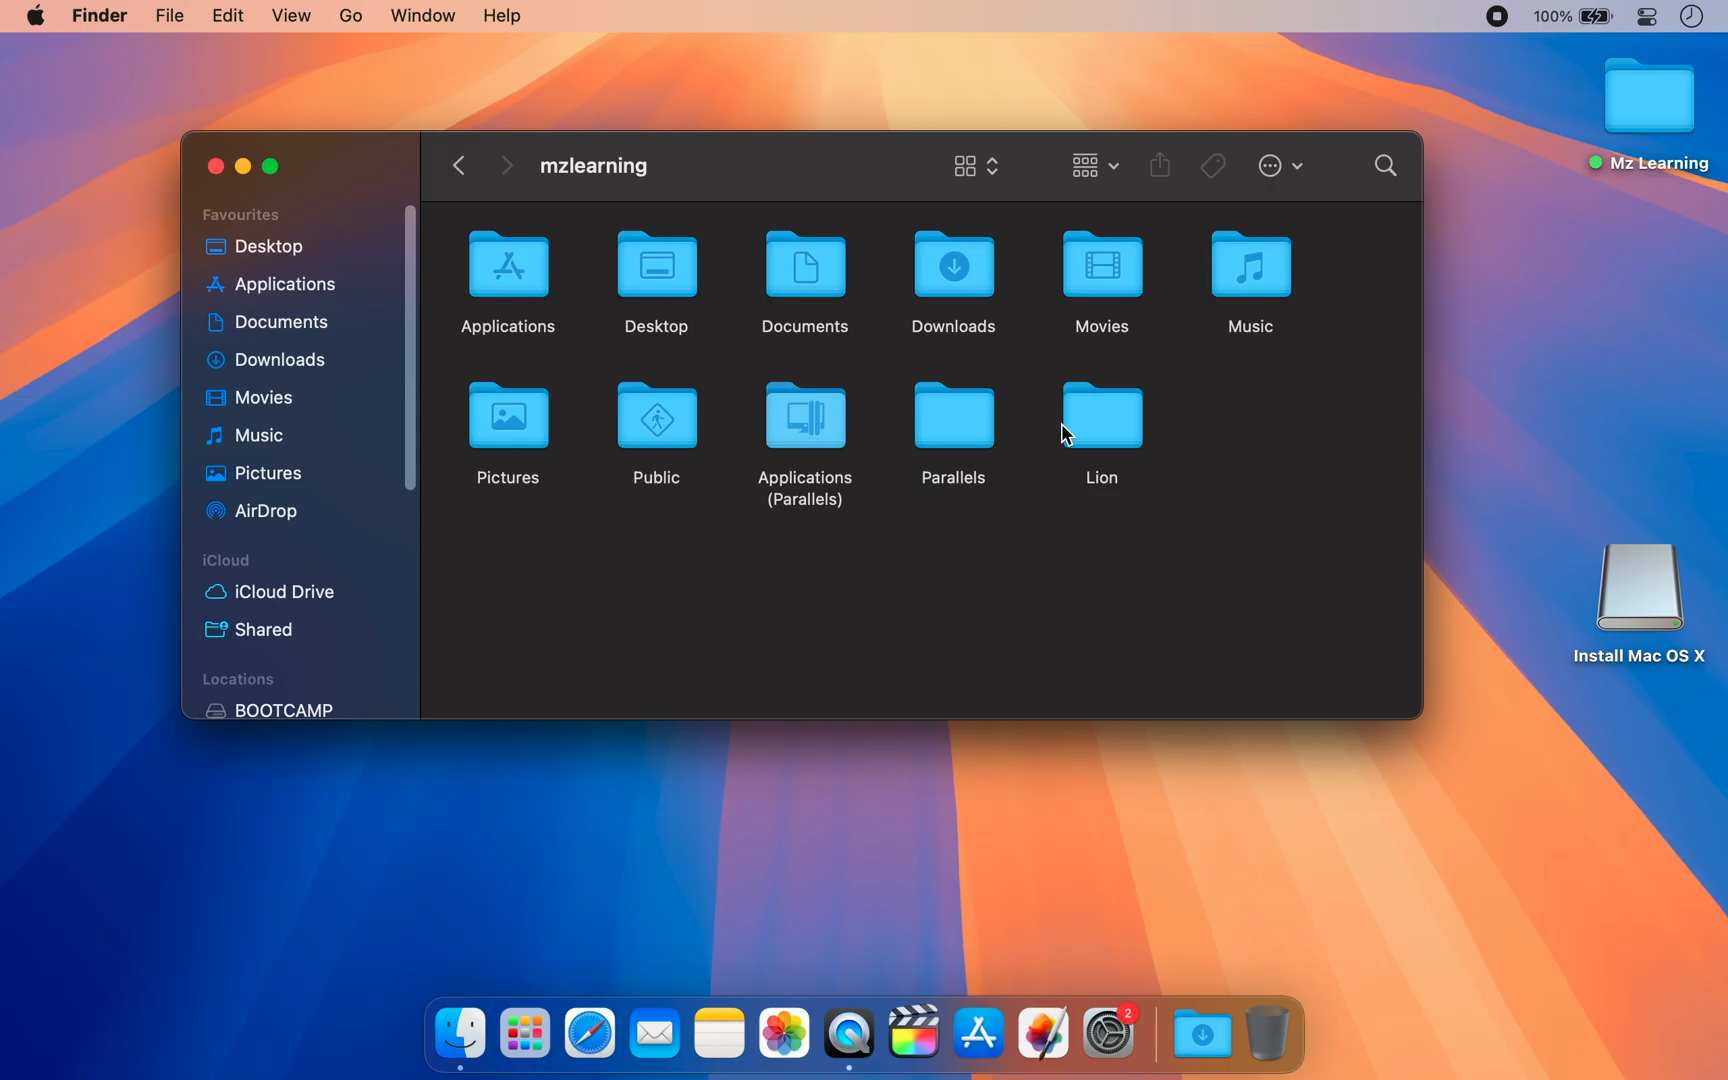 Finder File Edit View Go Window Help 100%
Mz Learning
mzlearning
Favourites
Desktop
Applications
Documents
Downloads
Movies
Music
Pictures
AirDrop
iCloud
iCloud Drive
Shared
Locations
BOOTCAMP
Applications Desktop Documents Downloads Movies Music
Pictures Public Applications Parallels Lion
(Parallels)
Install Mac OS X
2